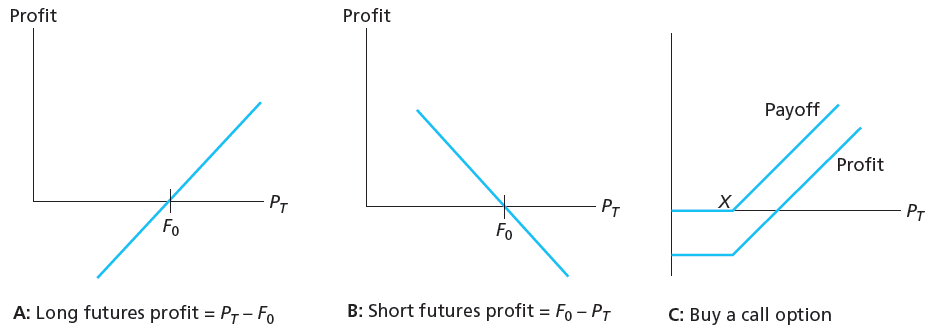 Profit
P_T
F_0
A: Long futures profit = P_T – F_0
Profit
P_T
F_0
B: Short futures profit = F_0 – P_T
Payoff
Profit
X
P_T
C: Buy a call option